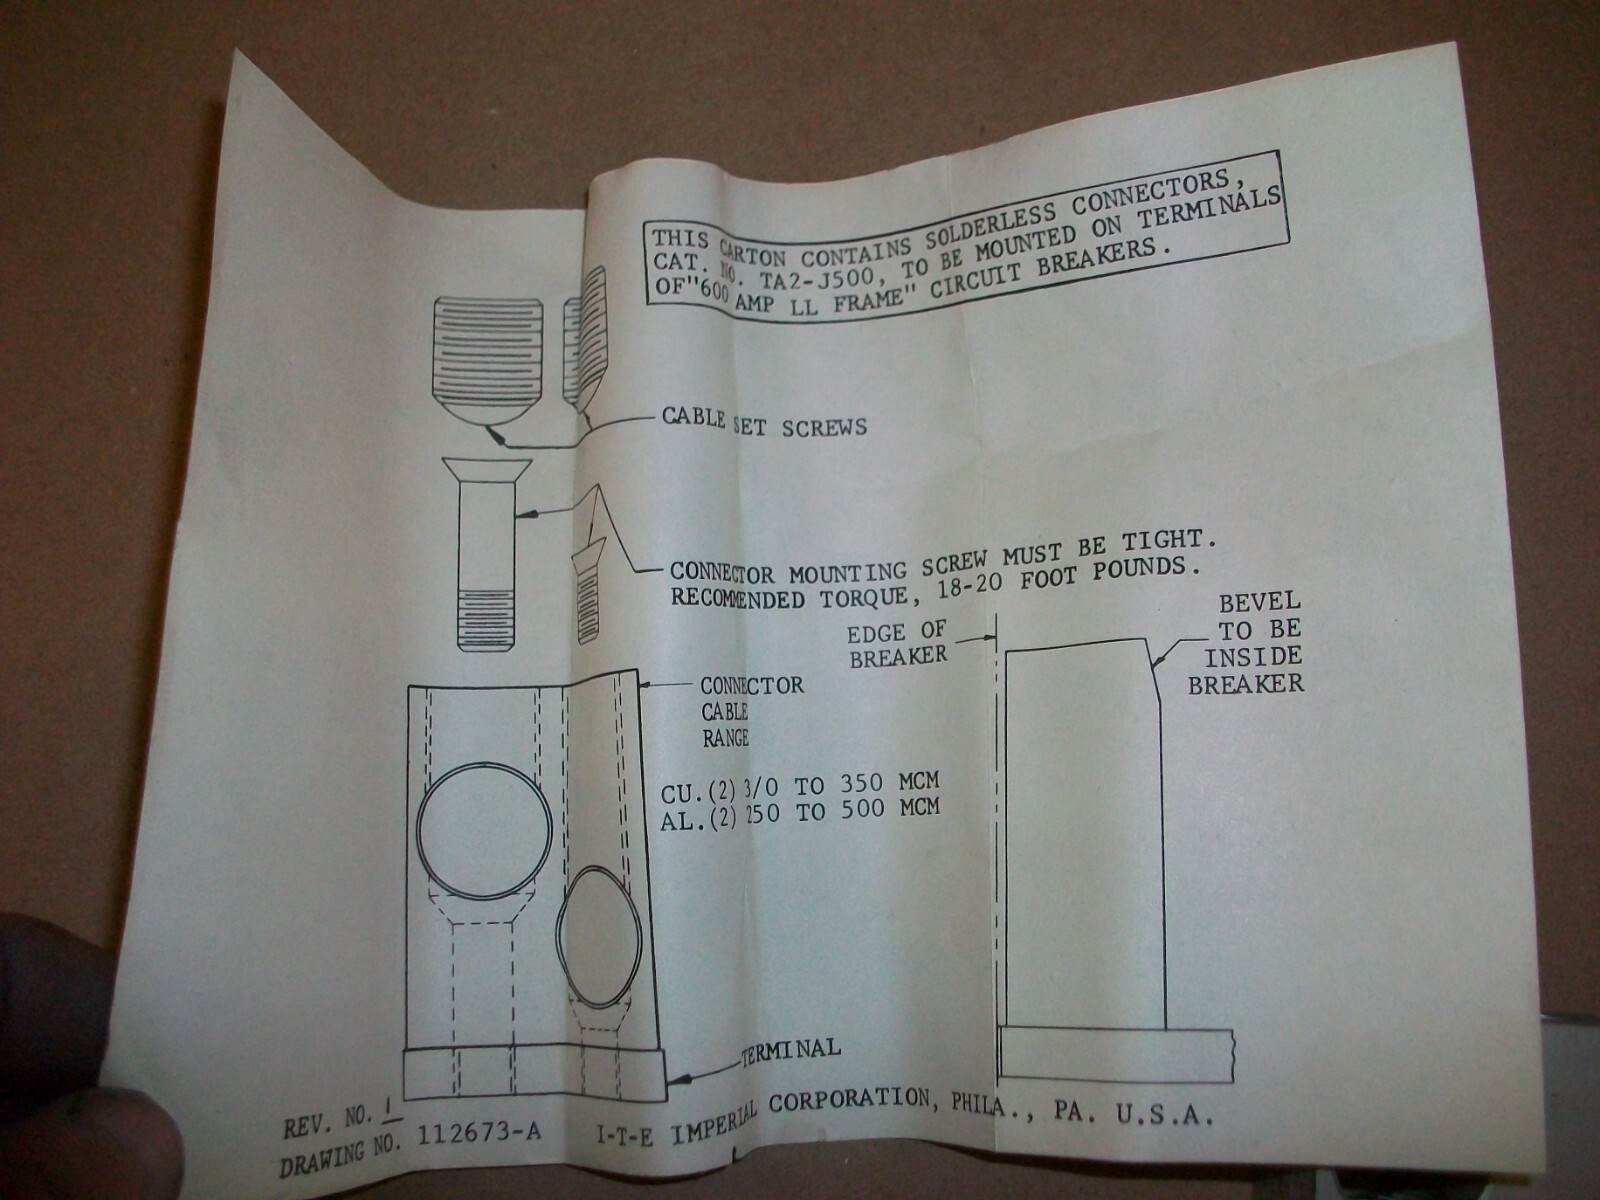 THIS CARTON CONTAINS SOLDERLESS CONNECTORS,
CAT. NO. TA2-J500, TO BE MOUNTED ON TERMINALS
OF"600 AMP LL FRAME" CIRCUIT BREAKERS.
CABLE SET SCREWS
CONNECTOR MOUNTING SCREW MUST BE TIGHT.
RECOMMENDED TORQUE, 18-20 FOOT POUNDS.
EDGE OF
BREAKER
BEVEL
TO BE
INSIDE
BREAKER
CONNECTOR
CABLE
RANGE
CU.(2) 3/0 TO 350 MCM
AL.(2) 250 TO 500 MCM
TERMINAL
REV. NO. 1
DRAWING NO. 112673-A
I-T-E IMPERIAL CORPORATION, PHILA., PA. U.S.A.